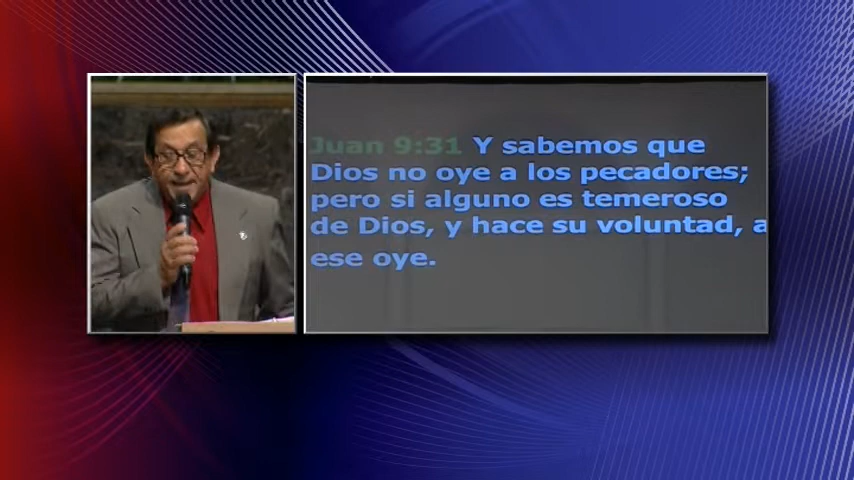 Juan 9:31 Y sabemos que
Dios no oye a los pecadores;
pero si alguno es temeroso
de Dios, y hace su voluntad, a
ese oye.